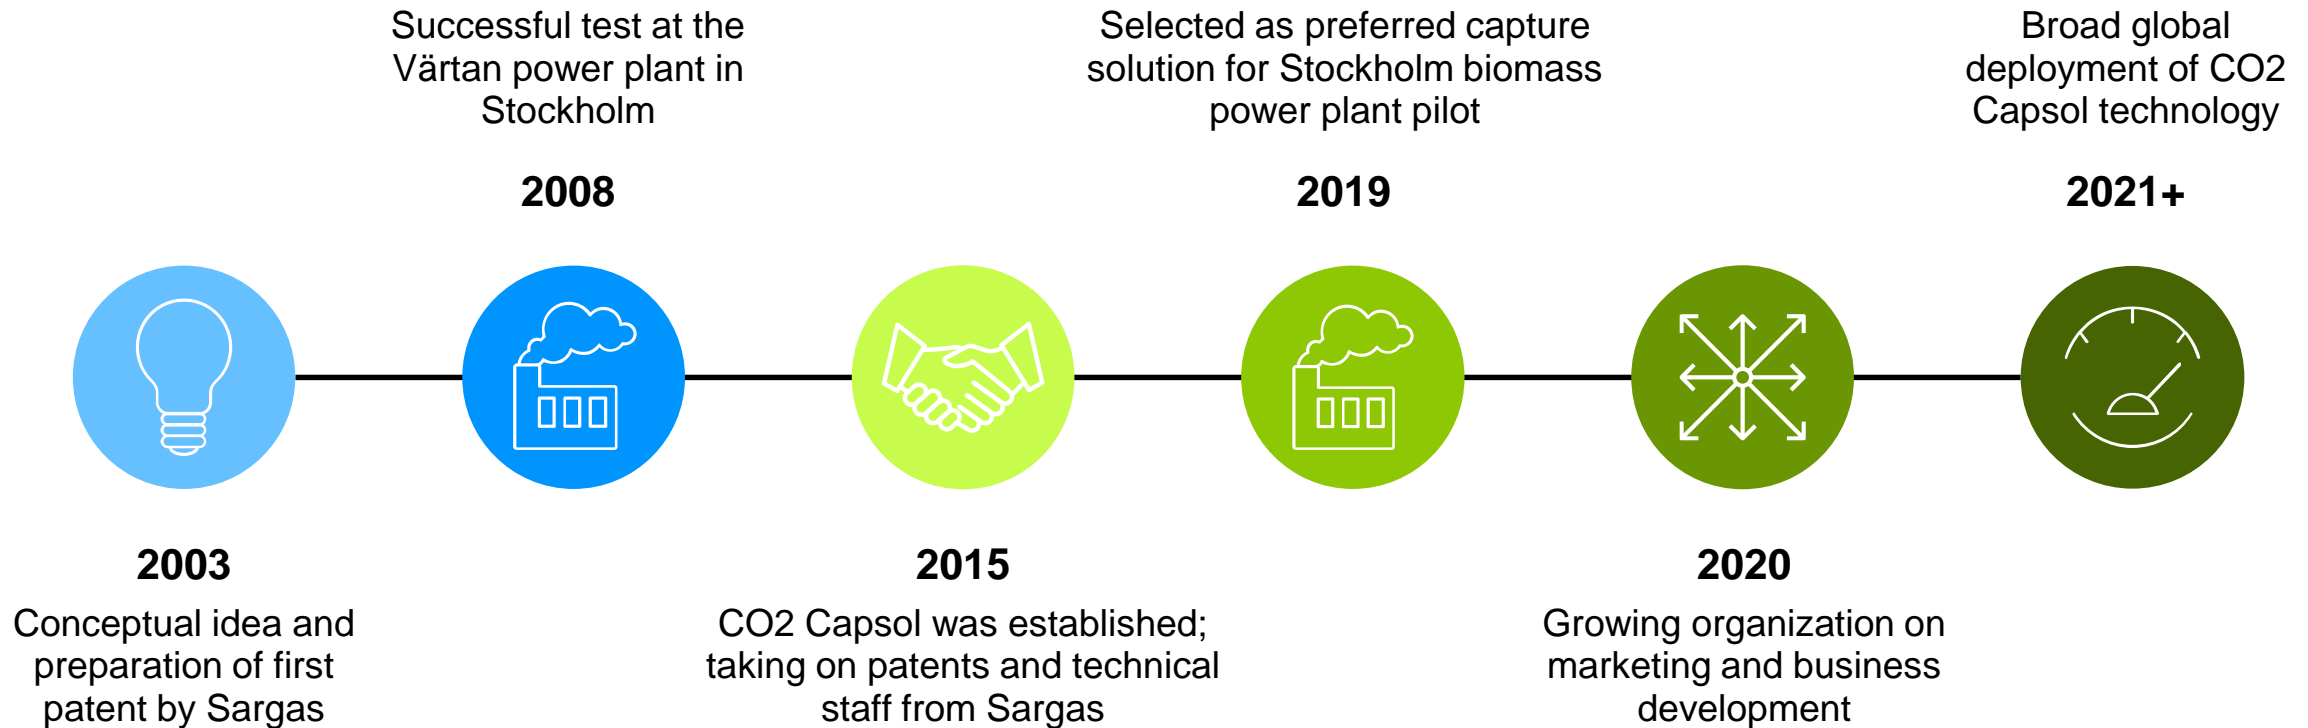 Successful test at the
Värtan power plant in
Stockholm
2008
Selected as preferred capture
solution for Stockholm biomass
power plant pilot
2019
Broad global
deployment of CO2
Capsol technology
2021+
2003
Conceptual idea and
preparation of first
patent by Sargas
2015
CO2 Capsol was established;
taking on patents and technical
staff from Sargas
2020
Growing organization on
marketing and business
development